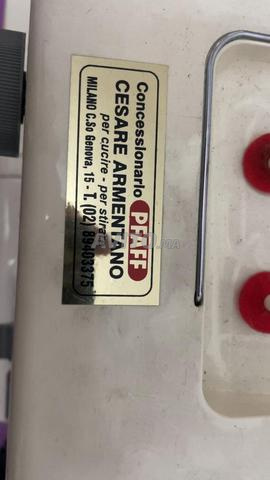 Concessionario PFAFF
CESARE ARMENTANO
per cucire - per stirare
MILANO C.So Genova, 15 - T. (02) 89403375